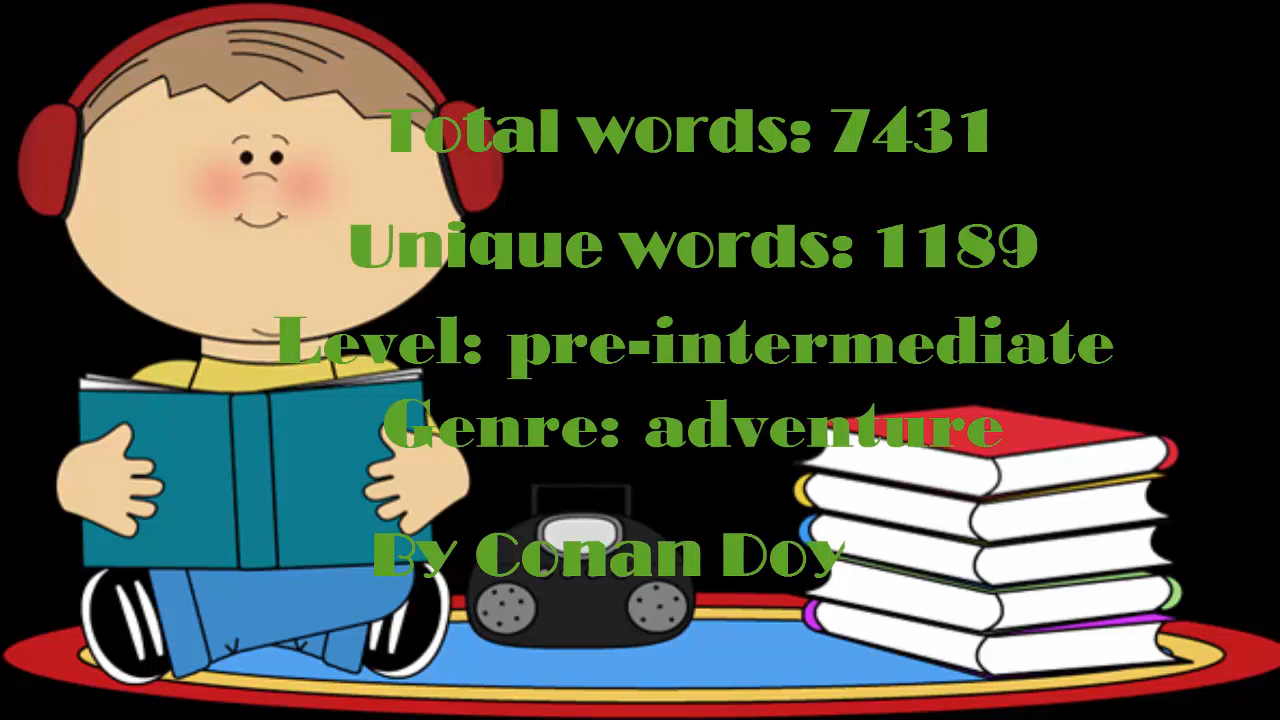 Total words: 7431
Unique words: 1189
Level: pre-intermediate
Genre: adventure
By Conan Doy